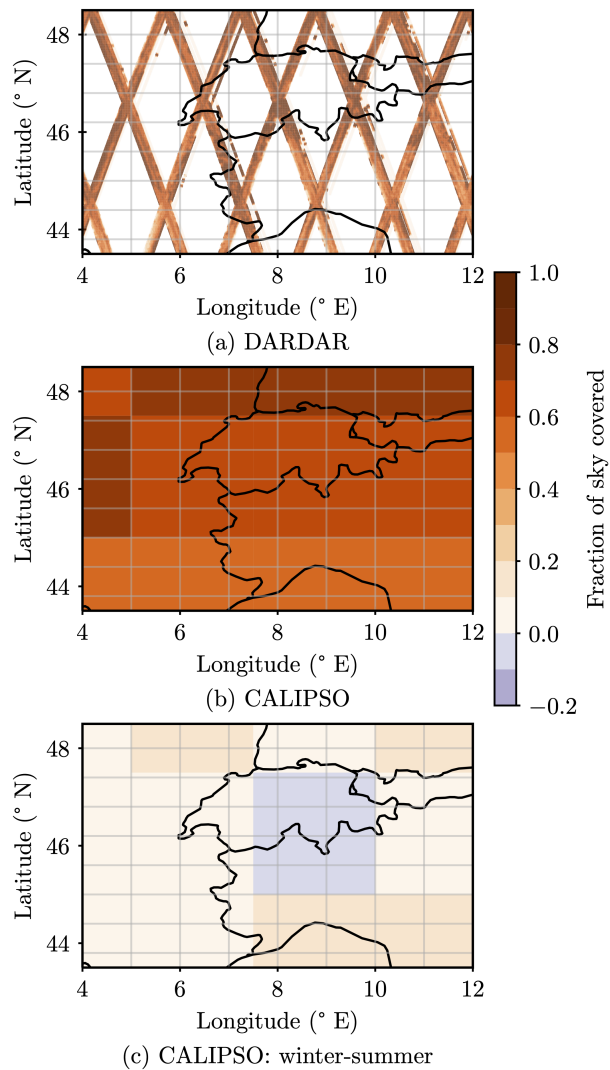 48
46
44
Latitude (° N)
4 6 8 10 12
Longitude (° E)
(a) DARDAR
48
46
44
Latitude (° N)
4 6 8 10 12
Longitude (° E)
(b) CALIPSO
1.0
0.8
0.6
0.4
0.2
0.0
−0.2
Fraction of sky covered
48
46
44
Latitude (° N)
4 6 8 10 12
Longitude (° E)
(c) CALIPSO: winter-summer